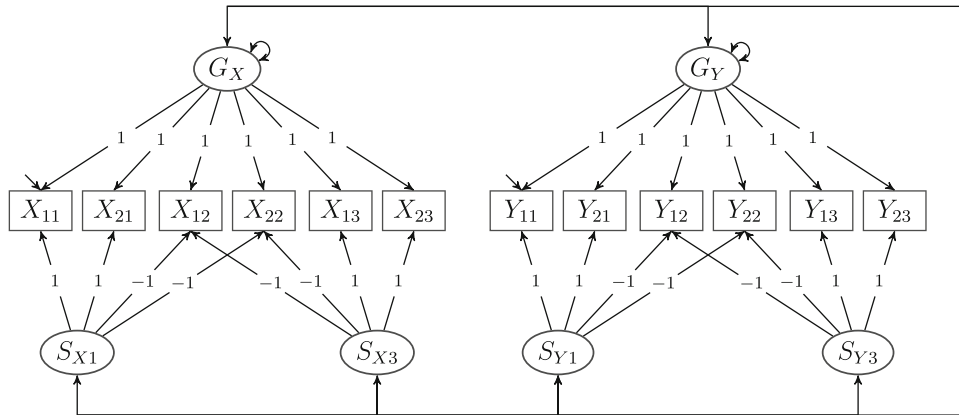 G_X G_Y
1 1 1 1 1 1 1 1 1 1 1 1
X_11 X_21 X_12 X_22 X_13 X_23 Y_11 Y_21 Y_12 Y_22 Y_13 Y_23
1 1 −1 −1 −1 −1 1 1 1 1 −1 −1 −1 −1 1 1
S_X1 S_X3 S_Y1 S_Y3